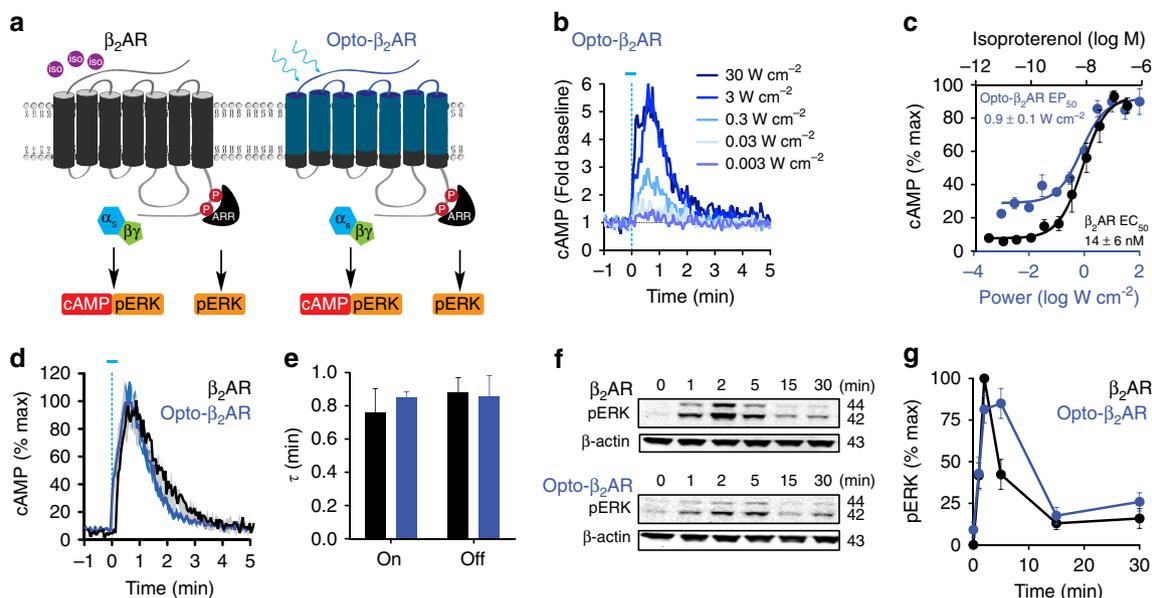 a
β2AR
Opto-β2AR
iso iso iso
P
P
ARR
αs
βγ
cAMP pERK
pERK
P
P
ARR
αs
βγ
cAMP pERK
pERK
b
Opto-β2AR
30 W cm−2
3 W cm−2
0.3 W cm−2
0.03 W cm−2
0.003 W cm−2
cAMP (Fold baseline)
6
5
4
3
2
1
0
−1 0 1 2 3 4 5
Time (min)
c
Isoproterenol (log M)
−12 −10 −8 −6
Opto-β2AR EP50
0.9 ± 0.1 W cm−2
β2AR EC50
14 ± 6 nM
cAMP (% max)
100
80
60
40
20
0
−4 −2 0 2
Power (log W cm-2)
d
β2AR
Opto-β2AR
cAMP (% max)
120
100
80
60
40
20
0
−1 0 1 2 3 4 5
Time (min)
e
τ (min)
1.0
0.8
0.6
0.4
0.2
0.0
On Off
f
β2AR 0 1 2 5 15 30 (min)
pERK 44
42
β-actin 43
Opto-β2AR 0 1 2 5 15 30 (min)
pERK 44
42
β-actin 43
g
β2AR
Opto-β2AR
pERK (% max)
100
75
50
25
0
0 10 20 30
Time (min)